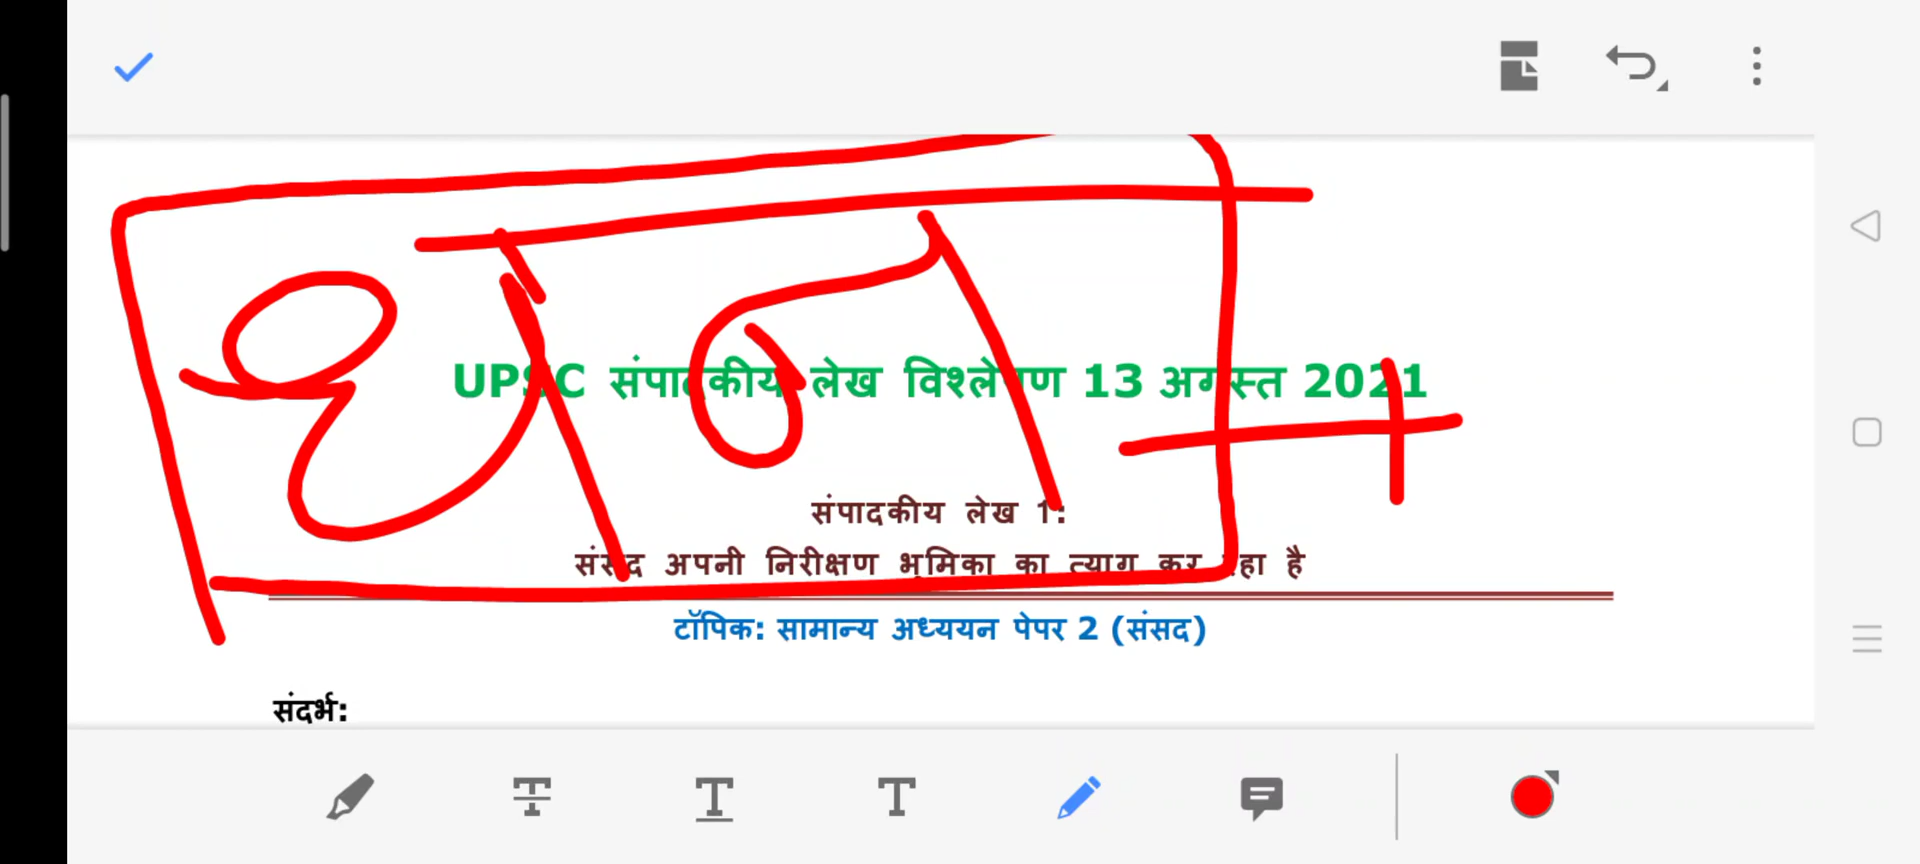 धन +
UPSC संपादकीय लेख विश्लेषण 13 अगस्त 2021
संपादकीय लेख 1:
संसद अपनी निरीक्षण भूमिका का त्याग कर रहा है
टॉपिक: सामान्य अध्ययन पेपर 2 (संसद)
संदर्भ: